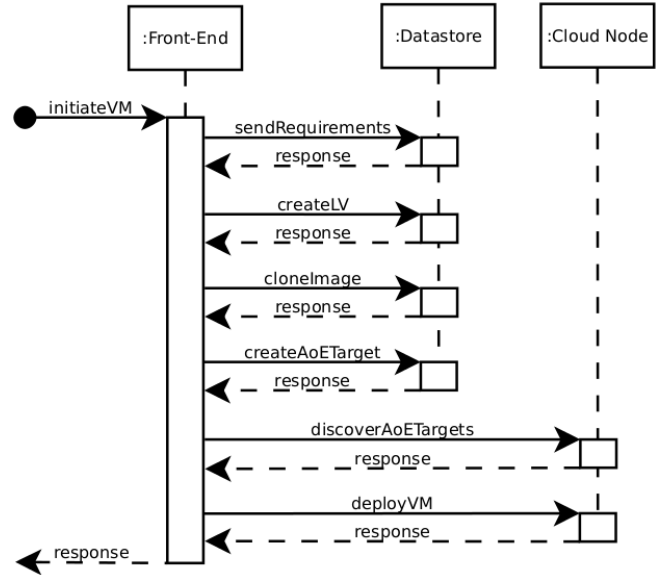 :Front-End
:Datastore
:Cloud Node
initiateVM
sendRequirements
response
createLV
response
cloneImage
response
createAoETarget
response
discoverAoETargets
response
deployVM
response
response